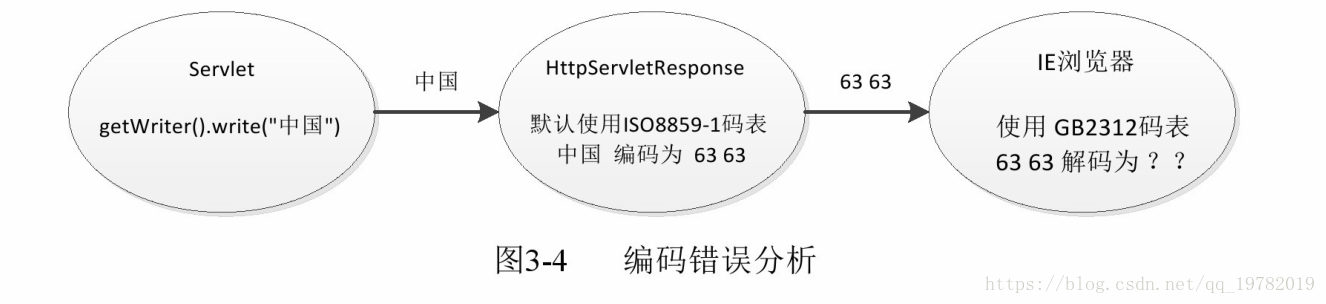 Servlet
getWriter().write("中国")
中国
HttpServletResponse
默认使用ISO8859-1码表
中国 编码为 63 63
63 63
IE浏览器
使用 GB2312码表
63 63 解码为 ？？
图3-4 编码错误分析
https://blog.csdn.net/qq_19782019